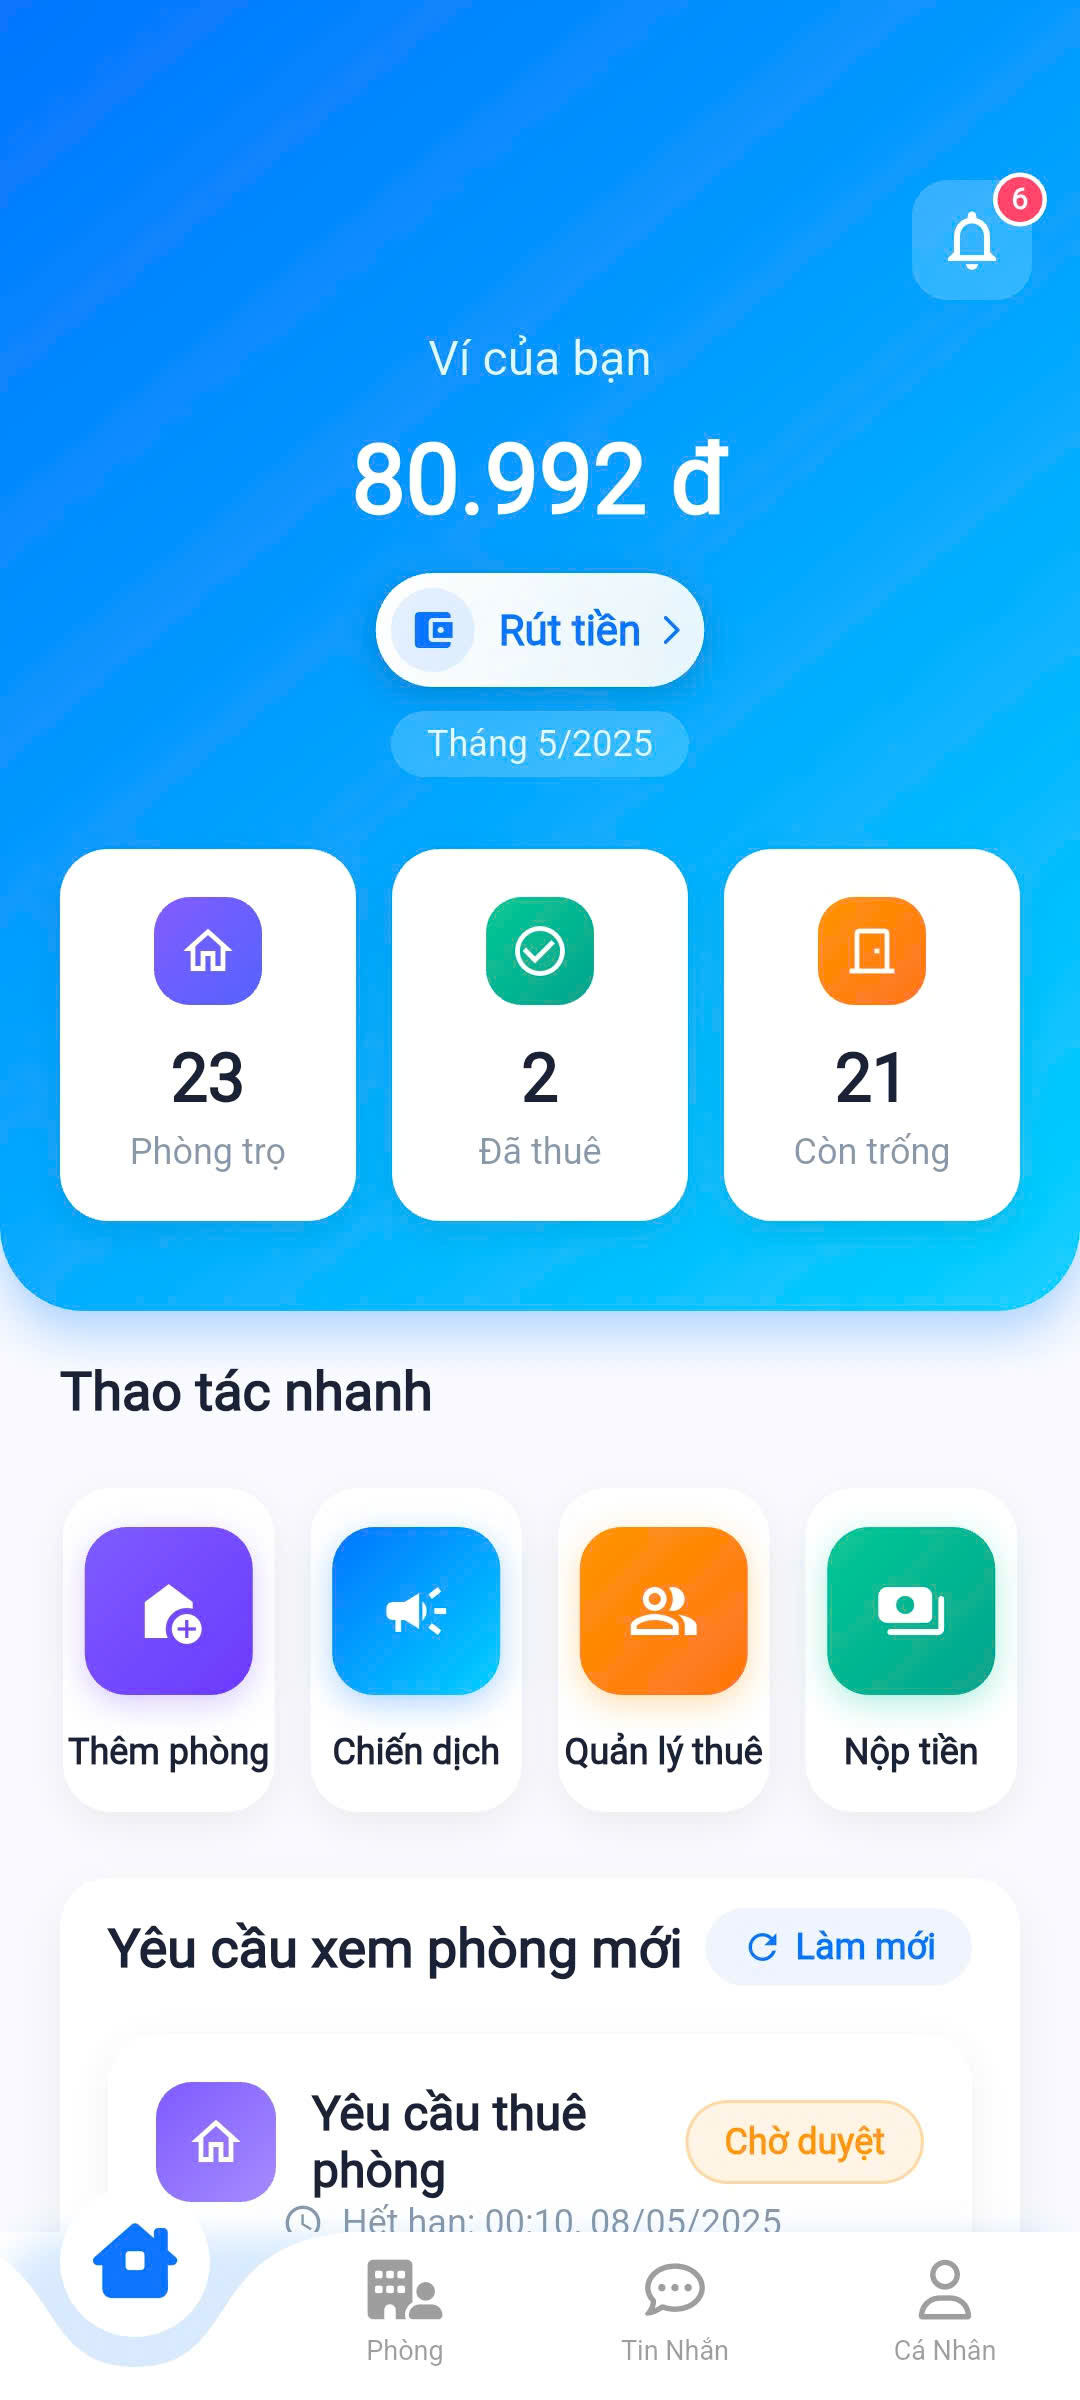 6
Ví của bạn
80.992 đ
Rút tiền
Tháng 5/2025
23
Phòng trọ
2
Đã thuê
21
Còn trống
Thao tác nhanh
Thêm phòng
Chiến dịch
Quản lý thuê
Nộp tiền
Yêu cầu xem phòng mới
Làm mới
Yêu cầu thuê
phòng
Chờ duyệt
Hết hạn: 00:10, 08/05/2025
Phòng
Tin Nhắn
Cá Nhân